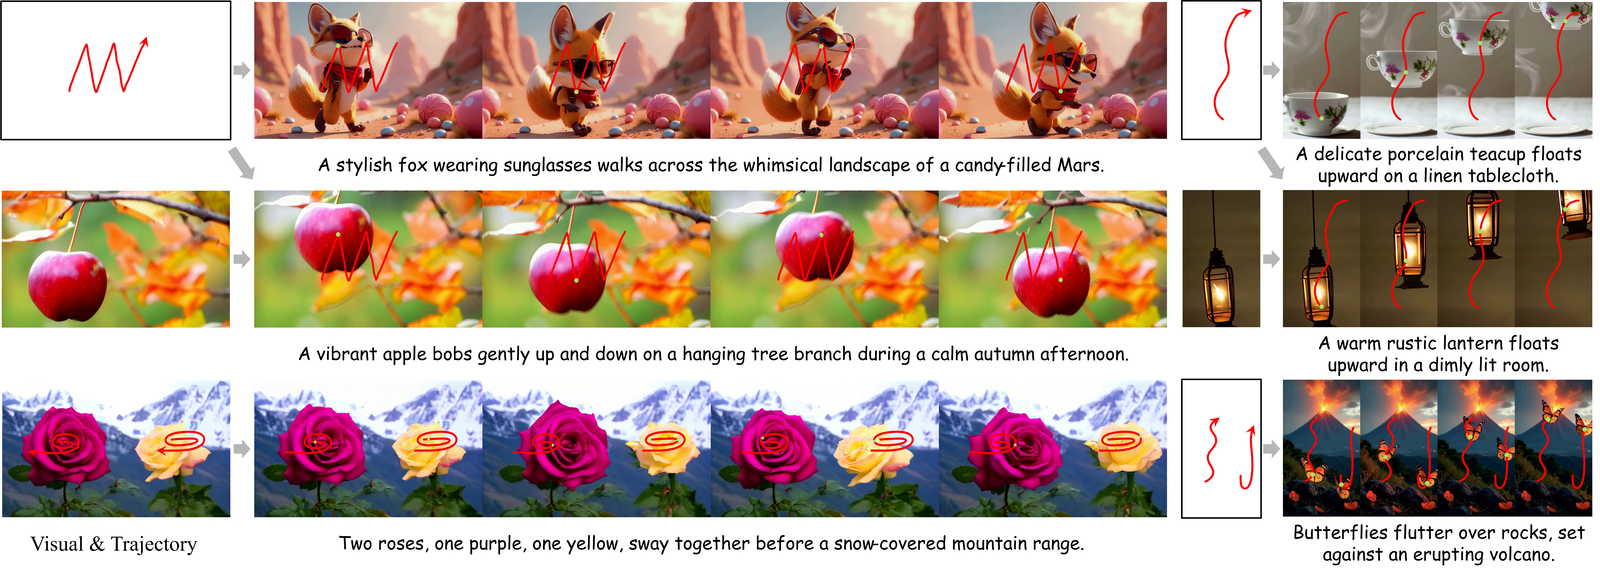 A stylish fox wearing sunglasses walks across the whimsical landscape of a candy-filled Mars.
A delicate porcelain teacup floats
upward on a linen tablecloth.
A vibrant apple bobs gently up and down on a hanging tree branch during a calm autumn afternoon.
A warm rustic lantern floats
upward in a dimly lit room.
Visual & Trajectory
Two roses, one purple, one yellow, sway together before a snow-covered mountain range.
Butterflies flutter over rocks, set
against an erupting volcano.